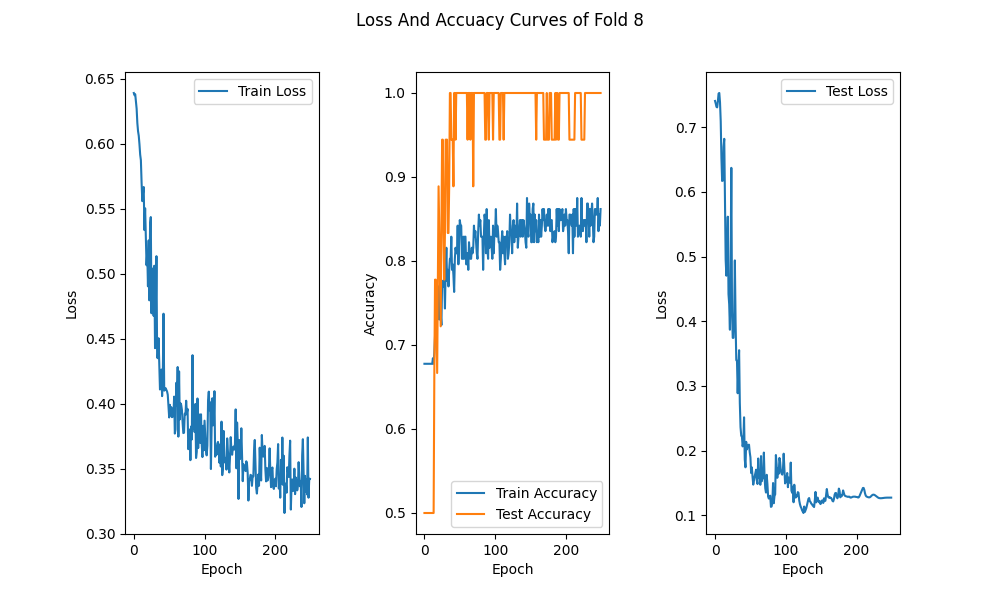 Loss And Accuacy Curves of Fold 8
0.65
0.60
0.55
0.50
0.45
0.40
0.35
0.30
Loss
0
100
200
Epoch
Train Loss
1.0
0.9
0.8
0.7
0.6
0.5
Accuracy
0
100
200
Epoch
Train Accuracy
Test Accuracy
0.7
0.6
0.5
0.4
0.3
0.2
0.1
Loss
0
100
200
Epoch
Test Loss